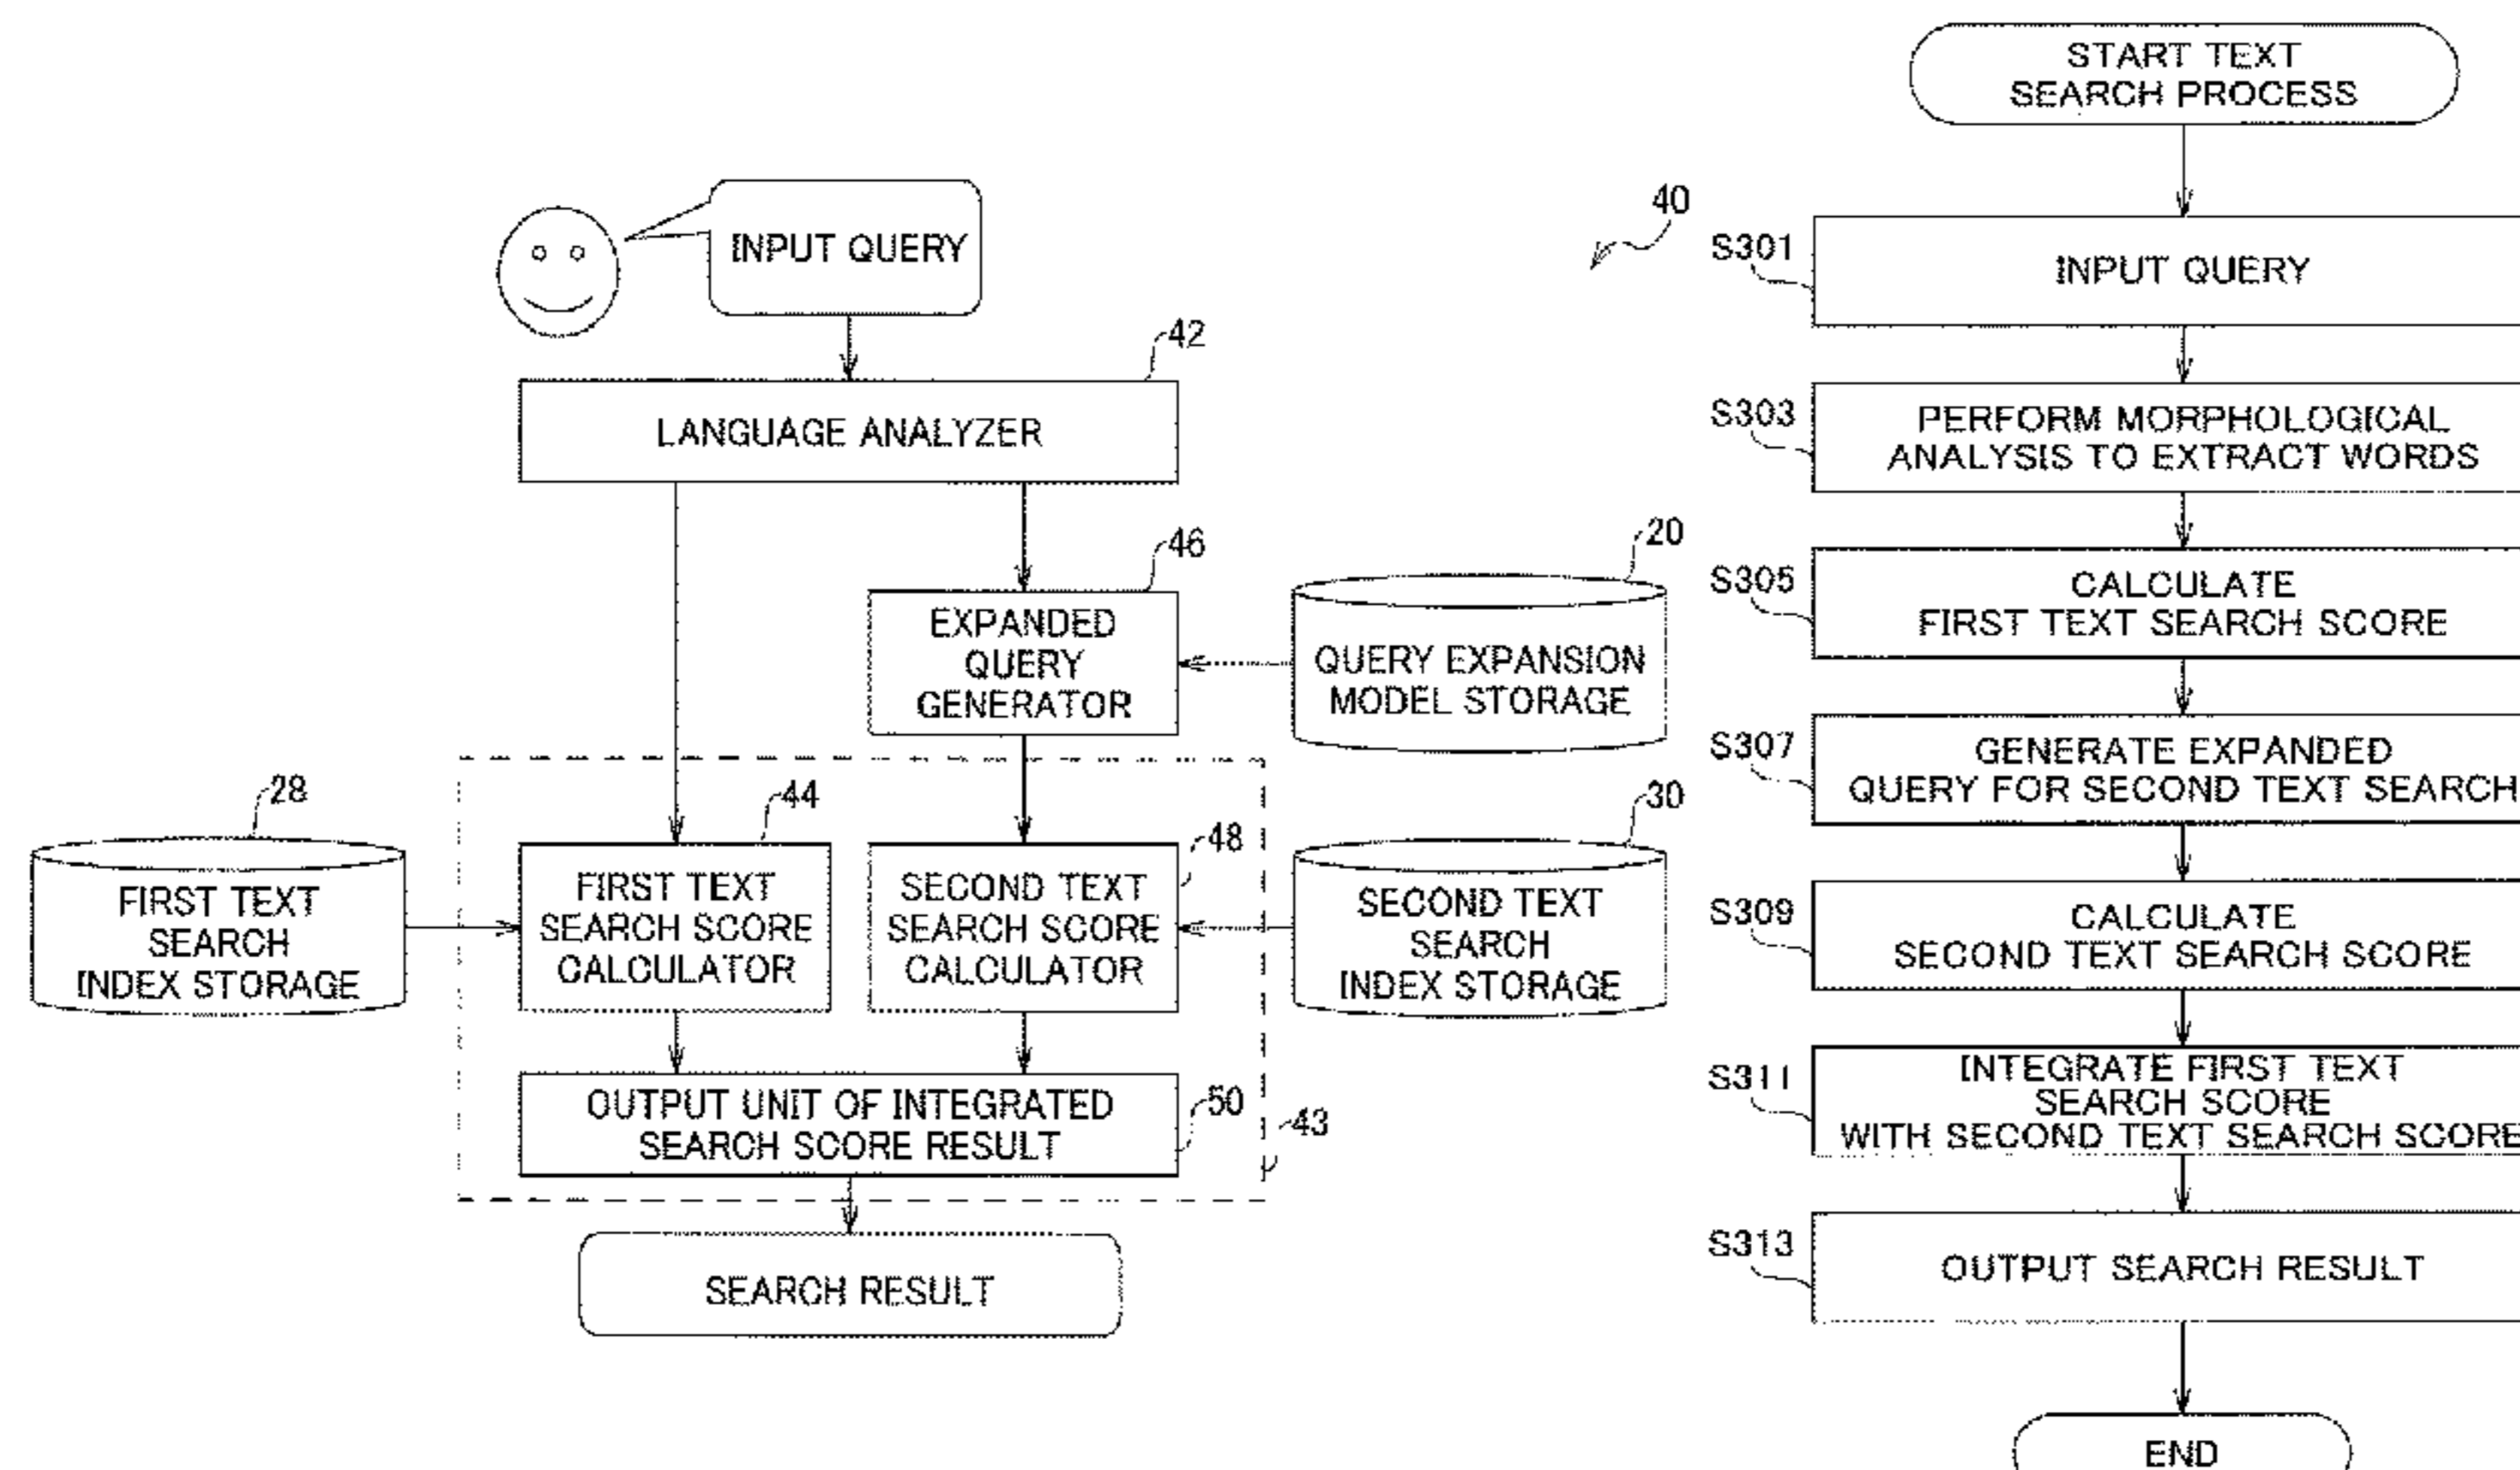 INPUT QUERY
40
42
LANGUAGE ANALYZER
46
EXPANDED
QUERY
GENERATOR
20
QUERY EXPANSION
MODEL STORAGE
28
FIRST TEXT
SEARCH
INDEX STORAGE
44
FIRST TEXT
SEARCH SCORE
CALCULATOR
48
SECOND TEXT
SEARCH SCORE
CALCULATOR
30
SECOND TEXT
SEARCH
INDEX STORAGE
OUTPUT UNIT OF INTEGRATED
SEARCH SCORE RESULT
50
43
SEARCH RESULT
START TEXT
SEARCH PROCESS
S301
INPUT QUERY
S303
PERFORM MORPHOLOGICAL
ANALYSIS TO EXTRACT WORDS
S305
CALCULATE
FIRST TEXT SEARCH SCORE
S307
GENERATE EXPANDED
QUERY FOR SECOND TEXT SEARCH
S309
CALCULATE
SECOND TEXT SEARCH SCORE
S311
INTEGRATE FIRST TEXT
SEARCH SCORE
WITH SECOND TEXT SEARCH SCORE
S313
OUTPUT SEARCH RESULT
END